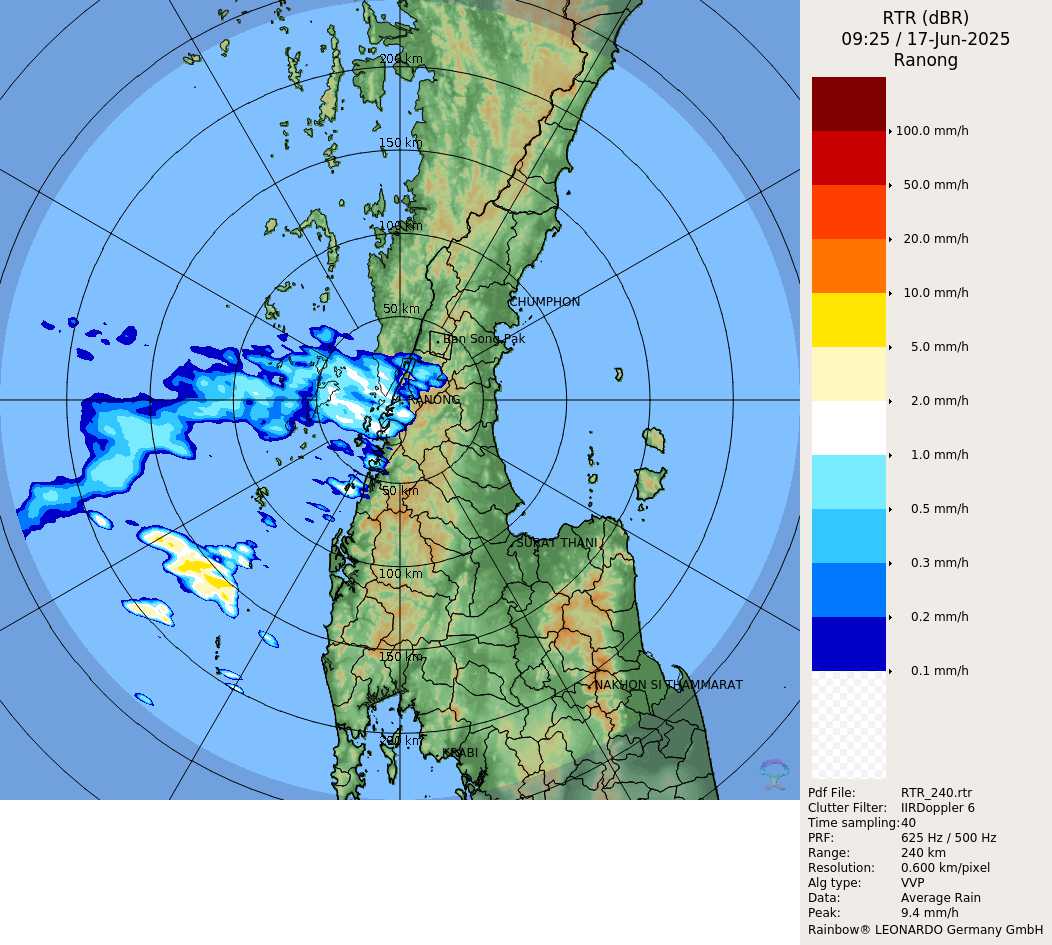 RTR (dBR)
09:25 / 17-Jun-2025
Ranong
200 km
150 km
100 km
50 km
CHUMPHON
Ban Song Pak
RANONG
50 km
SURAT THANI
100 km
150 km
NAKHON SI THAMMARAT
200 km
KRABI
100.0 mm/h
50.0 mm/h
20.0 mm/h
10.0 mm/h
5.0 mm/h
2.0 mm/h
1.0 mm/h
0.5 mm/h
0.3 mm/h
0.2 mm/h
0.1 mm/h
Pdf File: RTR_240.rtr
Clutter Filter: IIRDoppler 6
Time sampling:40
PRF: 625 Hz / 500 Hz
Range: 240 km
Resolution: 0.600 km/pixel
Alg type: VVP
Data: Average Rain
Peak: 9.4 mm/h
Rainbow® LEONARDO Germany GmbH